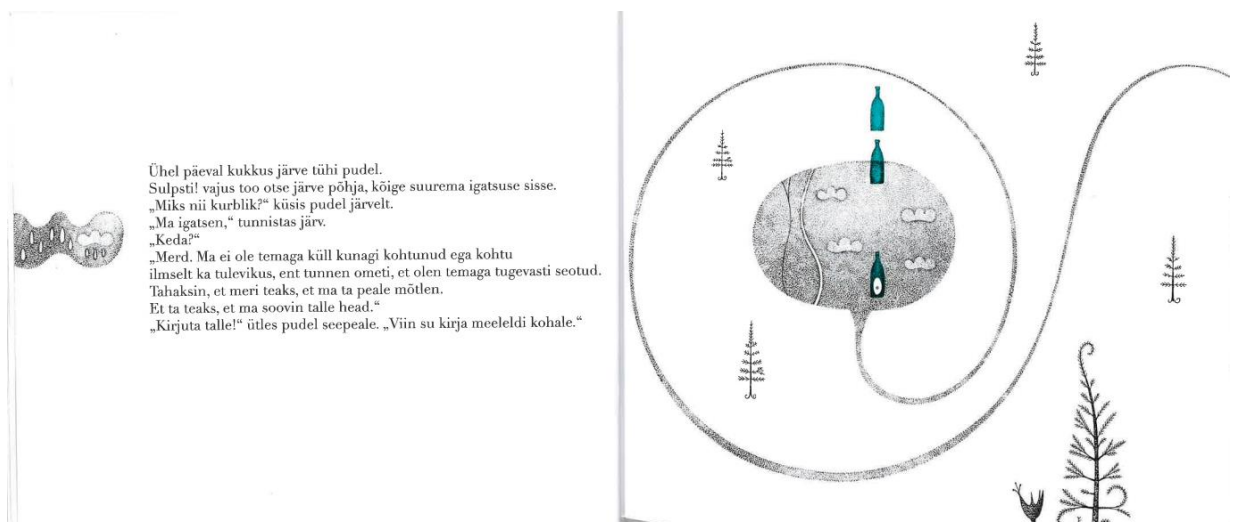 Ühel päeval kukkus järve tühi pudel.
Sulpsti! vajus too otse järve põhja, kõige suurema igatsuse sisse.
„Miks nii kurblik?“ küsis pudel järvelt.
„Ma igatsen,“ tunnistas järv.
„Keda?“
„Merd. Ma ei ole temaga küll kunagi kohtunud ega kohtu
ilmselt ka tulevikus, ent tunnen ometi, et olen temaga tugevasti seotud.
Tahaksin, et meri teaks, et ma ta peale mõtlen.
Et ta teaks, et ma soovin talle head.“
„Kirjuta talle!“ ütles pudel seepeale. „Viin su kirja meeleldi kohale.“